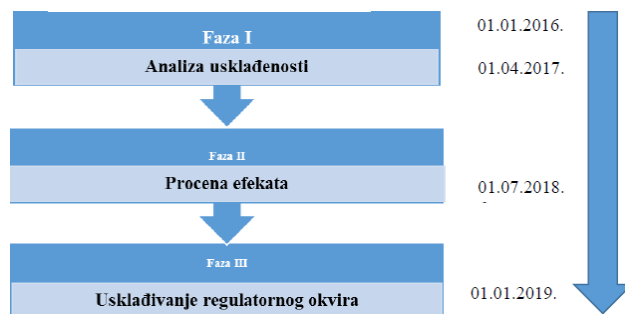 Faza I
01.01.2016.
Analiza usklađenosti
01.04.2017.
Faza II
Procena efekata
01.07.2018.
Faza III
Usklađivanje regulatornog okvira
01.01.2019.